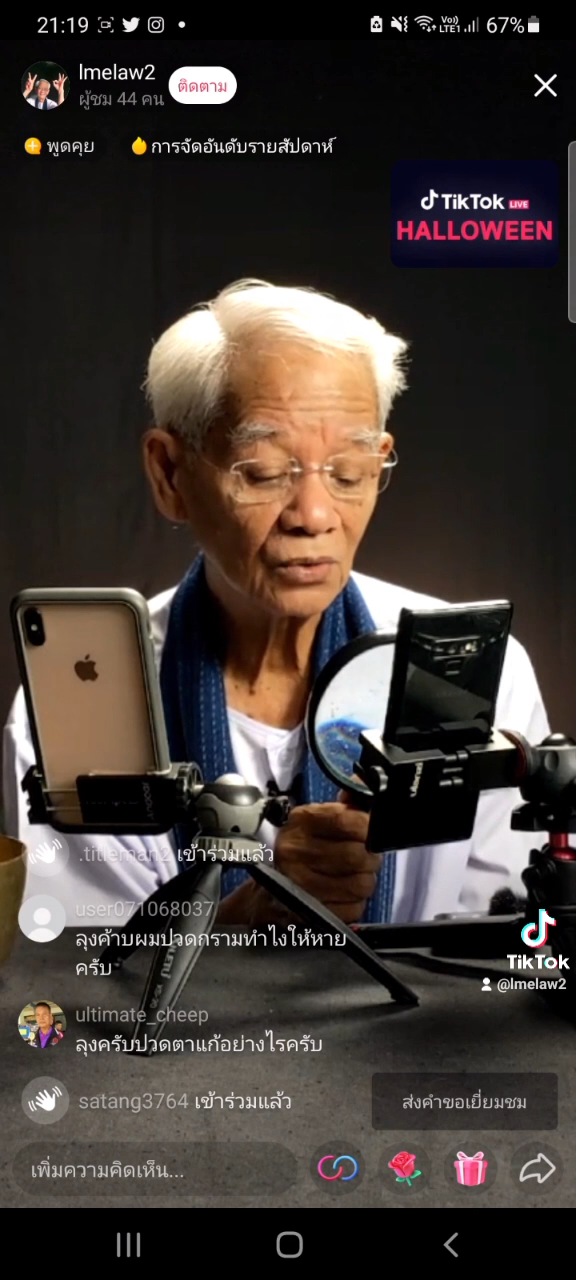 21:19
Vo)) LTE1 67%
lmelaw2
ผู้ชม 44 คน
ติดตาม
พูดคุย
การจัดอันดับรายสัปดาห์
TikTok LIVE
HALLOWEEN
.titleman2 เข้าร่วมแล้ว
user071068037
ลุงค้าบผมปวดกรามทำไงให้หาย
ครับ
TikTok
@lmelaw2
ultimate_cheep
ลุงครับปวดตาแก้อย่างไรครับ
satang3764 เข้าร่วมแล้ว
ส่งคำขอเยี่ยมชม
เพิ่มความคิดเห็น...